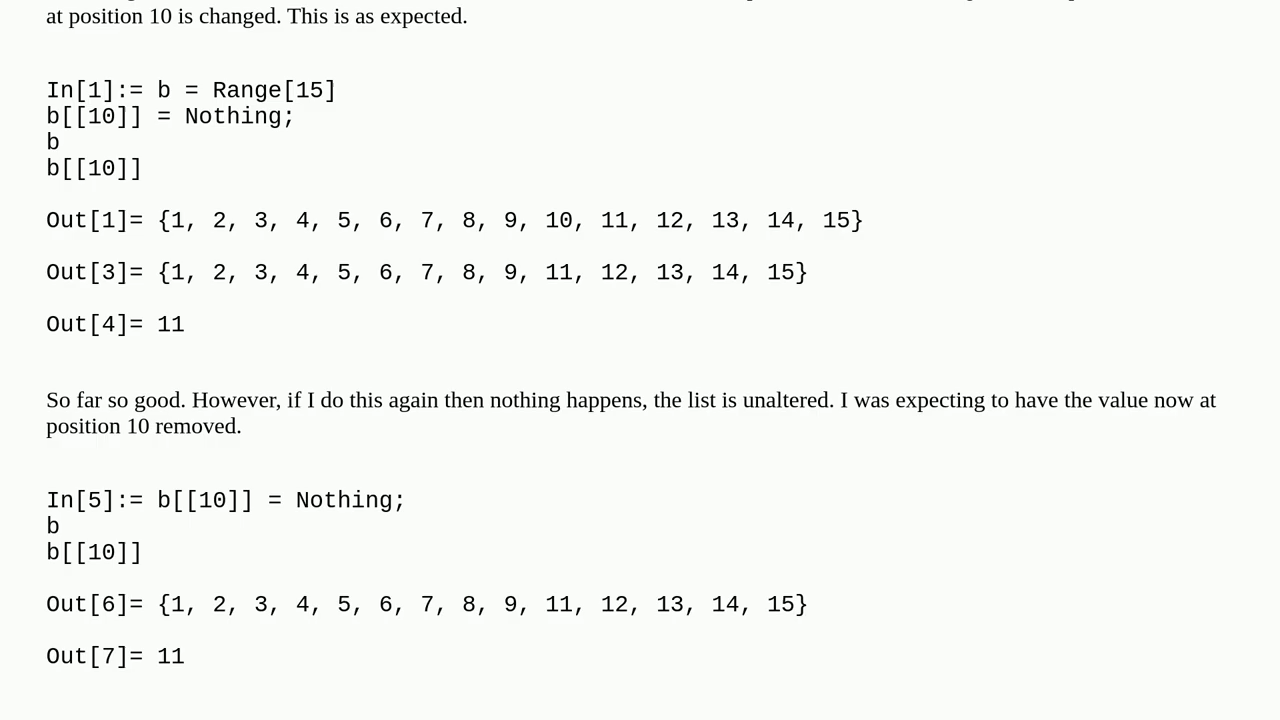 at position 10 is changed. This is as expected.
In[1]:= b = Range[15]
b[[10]] = Nothing;
b
b[[10]]
Out[1]= {1, 2, 3, 4, 5, 6, 7, 8, 9, 10, 11, 12, 13, 14, 15}
Out[3]= {1, 2, 3, 4, 5, 6, 7, 8, 9, 11, 12, 13, 14, 15}
Out[4]= 11
So far so good. However, if I do this again then nothing happens, the list is unaltered. I was expecting to have the value now at
position 10 removed.
In[5]:= b[[10]] = Nothing;
b
b[[10]]
Out[6]= {1, 2, 3, 4, 5, 6, 7, 8, 9, 11, 12, 13, 14, 15}
Out[7]= 11